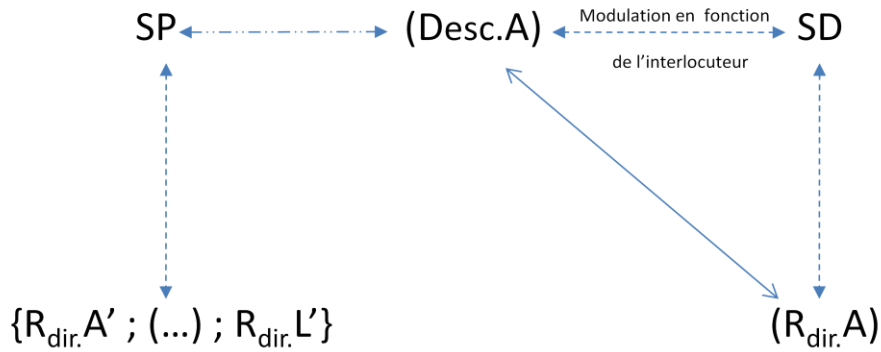 SP (Desc.A) Modulation en fonction SD
de l’interlocuteur
{Rdir.A’ ; (…) ; Rdir.L’} (Rdir.A)